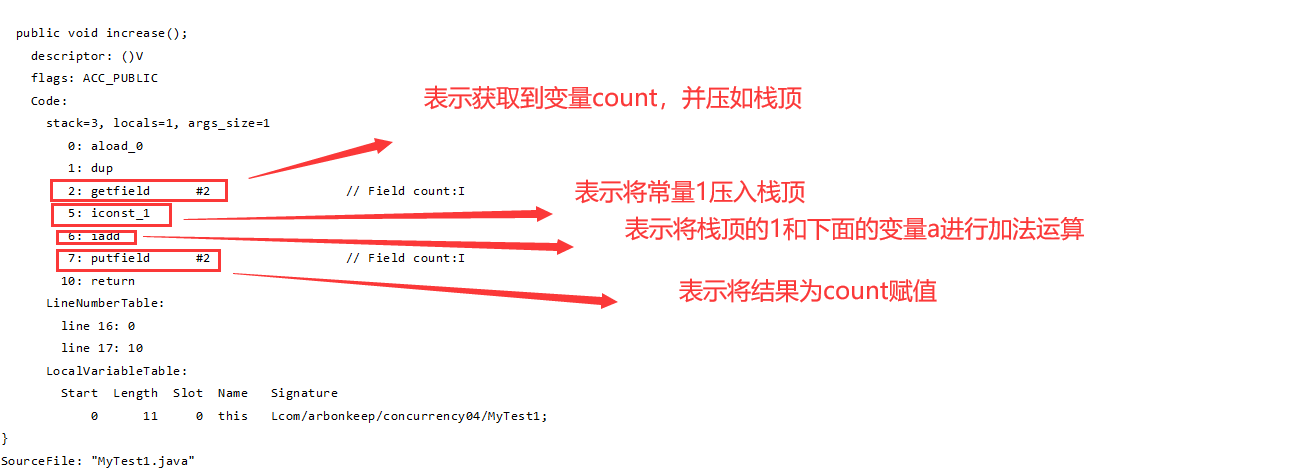 public void increase();
descriptor: ()V
flags: ACC_PUBLIC
Code:
表示获取到变量count，并压如栈顶
stack=3, locals=1, args_size=1
0: aload_0
1: dup
2: getfield #2 // Field count:I
表示将常量1压入栈顶
5: iconst_1
表示将栈顶的1和下面的变量a进行加法运算
6: iadd
7: putfield #2 // Field count:I
10: return
表示将结果为count赋值
LineNumberTable:
line 16: 0
line 17: 10
LocalVariableTable:
Start Length Slot Name Signature
0 11 0 this Lcom/arbonkeep/concurrency04/MyTest1;
}
SourceFile: "MyTest1.java"